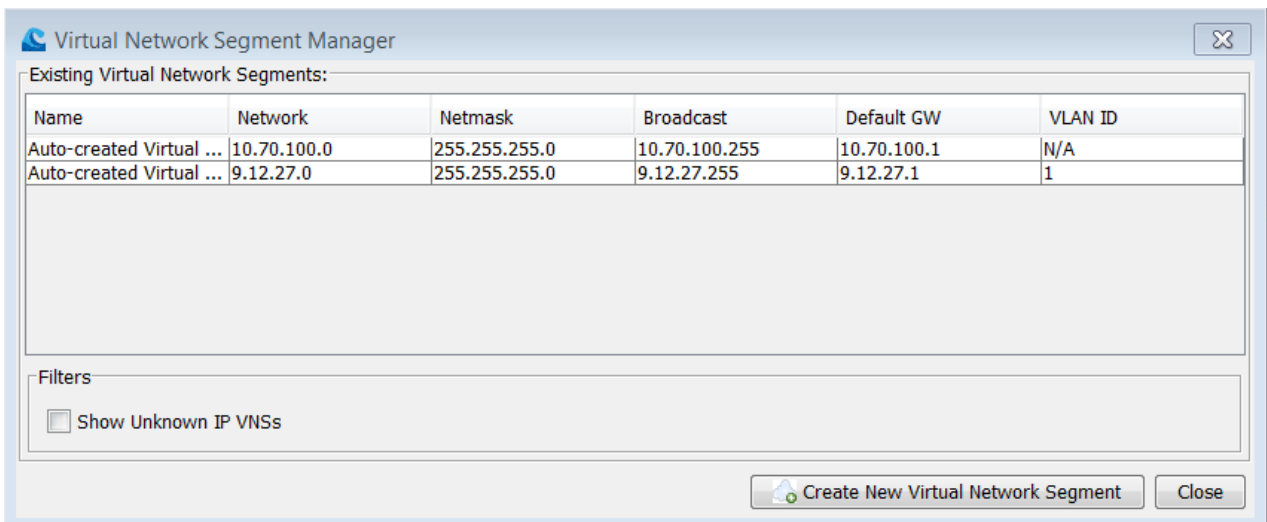 Virtual Network Segment Manager
Existing Virtual Network Segments:
Name Network Netmask Broadcast Default GW VLAN ID
Auto-created Virtual ... 10.70.100.0 255.255.255.0 10.70.100.255 10.70.100.1 N/A
Auto-created Virtual ... 9.12.27.0 255.255.255.0 9.12.27.255 9.12.27.1 1
Filters
Show Unknown IP VNSs
Create New Virtual Network Segment Close